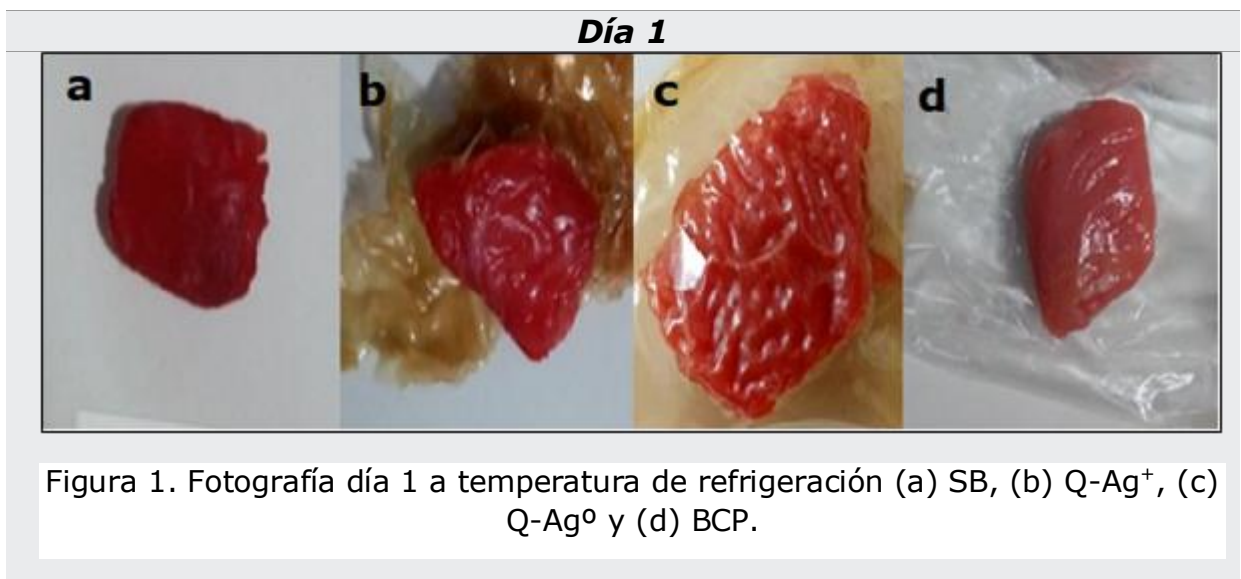 Día 1
a
b
c
d
Figura 1. Fotografía día 1 a temperatura de refrigeración (a) SB, (b) Q-Ag⁺, (c)
Q-Agº y (d) BCP.